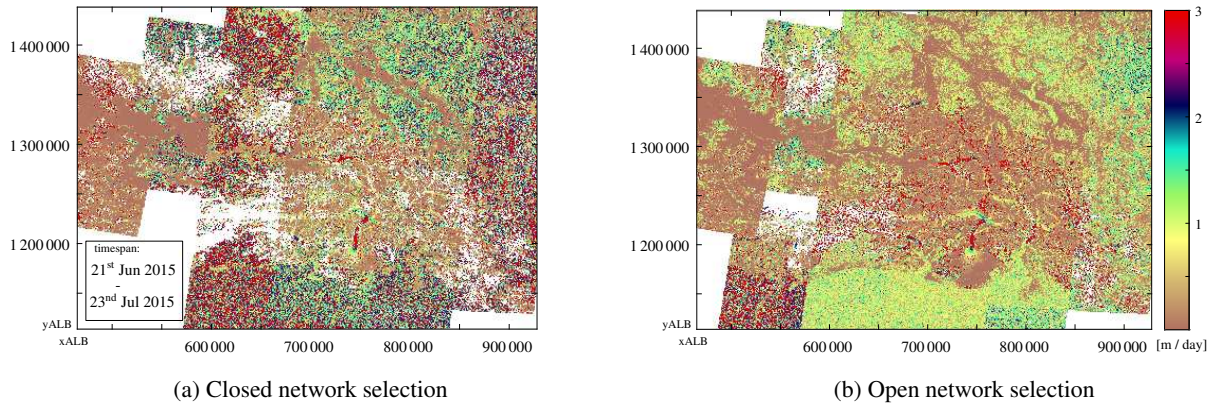 1 400 000
1 300 000
1 200 000
yALB
xALB
600 000
700 000
800 000
900 000
timespan:
21st Jun 2015
-
23nd Jul 2015
(a) Closed network selection
1 400 000
1 300 000
1 200 000
yALB
xALB
600 000
700 000
800 000
900 000
3
2
1
[m / day]
(b) Open network selection